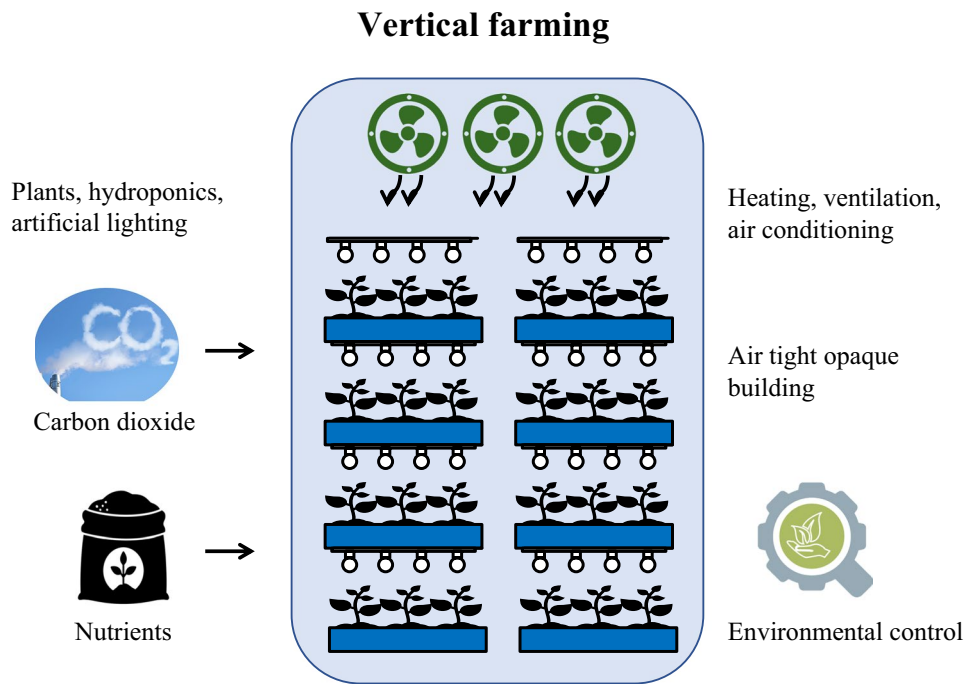 Vertical farming
Plants, hydroponics,
artificial lighting
Heating, ventilation,
air conditioning
CO2
Carbon dioxide
Air tight opaque
building
Nutrients
Environmental control